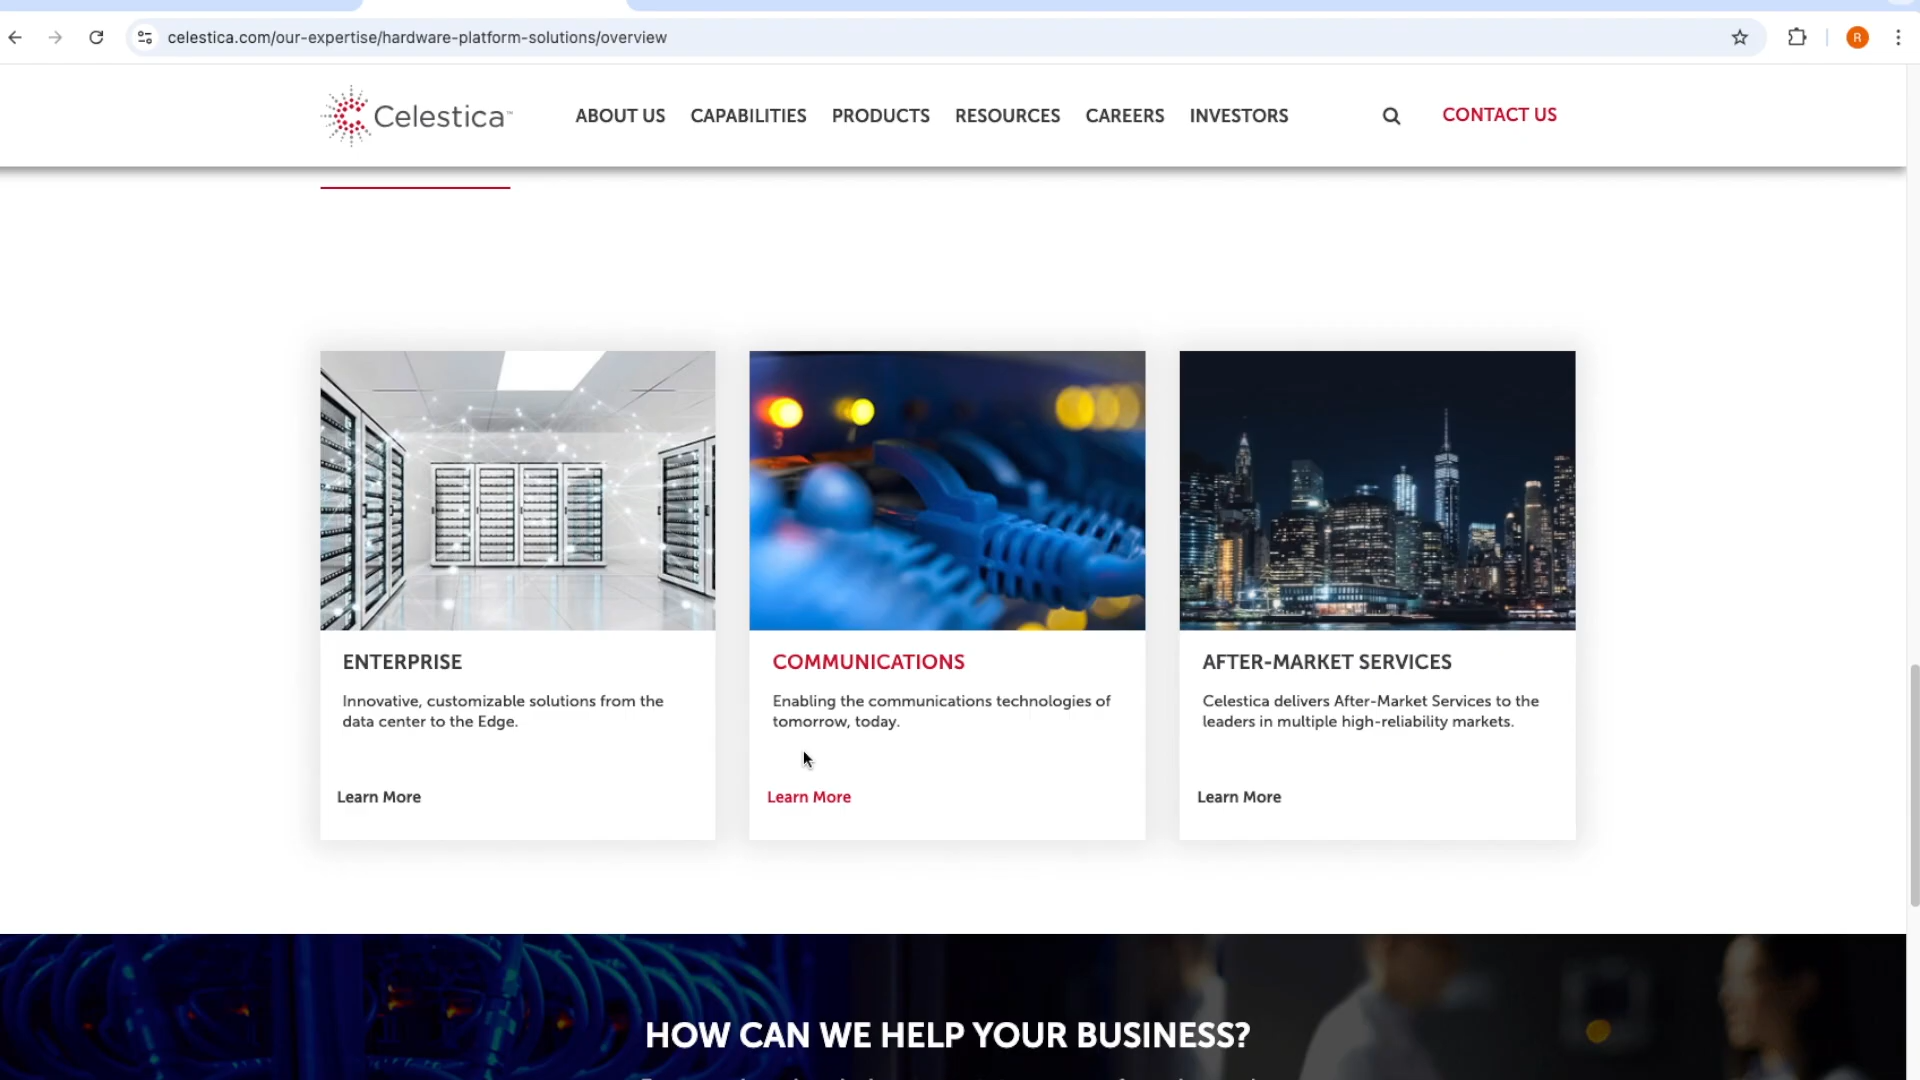 celestica.com/our-expertise/hardware-platform-solutions/overview
R
Celestica™
ABOUT US CAPABILITIES PRODUCTS RESOURCES CAREERS INVESTORS CONTACT US
ENTERPRISE
Innovative, customizable solutions from the
data center to the Edge.
Learn More
COMMUNICATIONS
Enabling the communications technologies of
tomorrow, today.
Learn More
AFTER-MARKET SERVICES
Celestica delivers After-Market Services to the
leaders in multiple high-reliability markets.
Learn More
HOW CAN WE HELP YOUR BUSINESS?